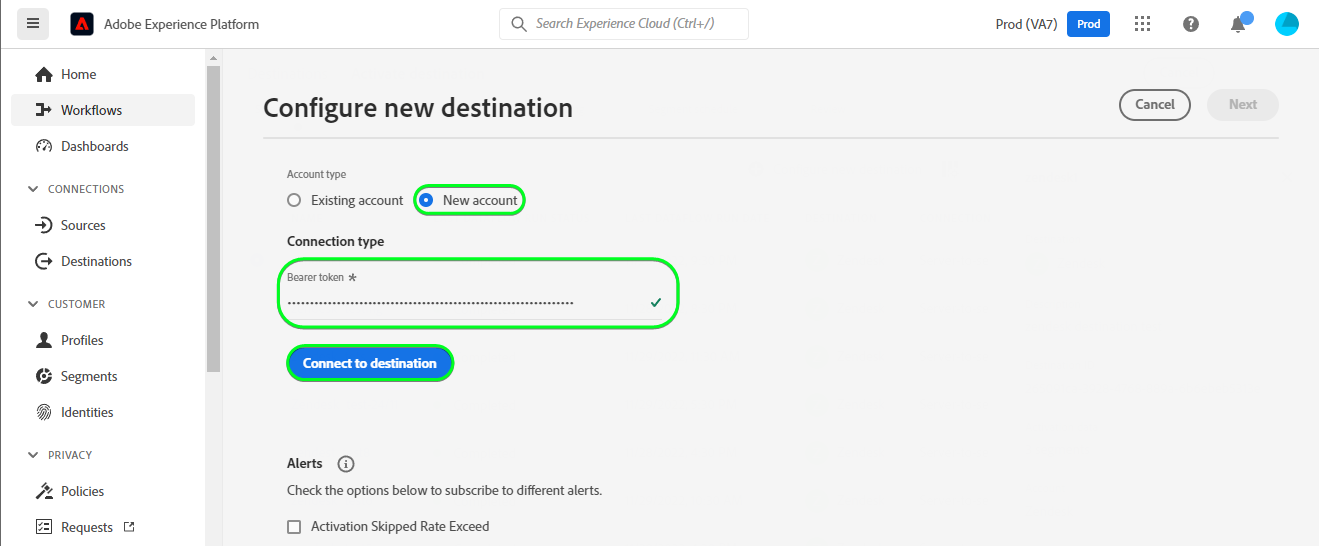 Adobe Experience Platform
Search Experience Cloud (Ctrl+/)
Prod (VA7)
Prod
Home
Workflows
Dashboards
CONNECTIONS
Sources
Destinations
CUSTOMER
Profiles
Segments
Identities
PRIVACY
Policies
Requests
Configure new destination
Cancel
Next
Account type
Existing account
New account
Connection type
Bearer token *
Connect to destination
Alerts
Check the options below to subscribe to different alerts.
Activation Skipped Rate Exceed